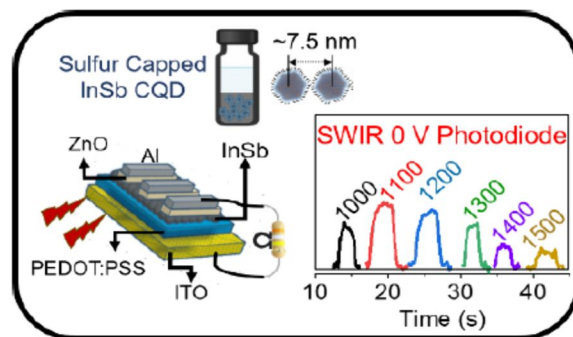 Sulfur Capped
InSb CQD
~7.5 nm
ZnO
Al
InSb
PEDOT:PSS
ITO
Ω
SWIR 0 V Photodiode
1000
1100
1200
1300
1400
1500
10 20 30 40
Time (s)